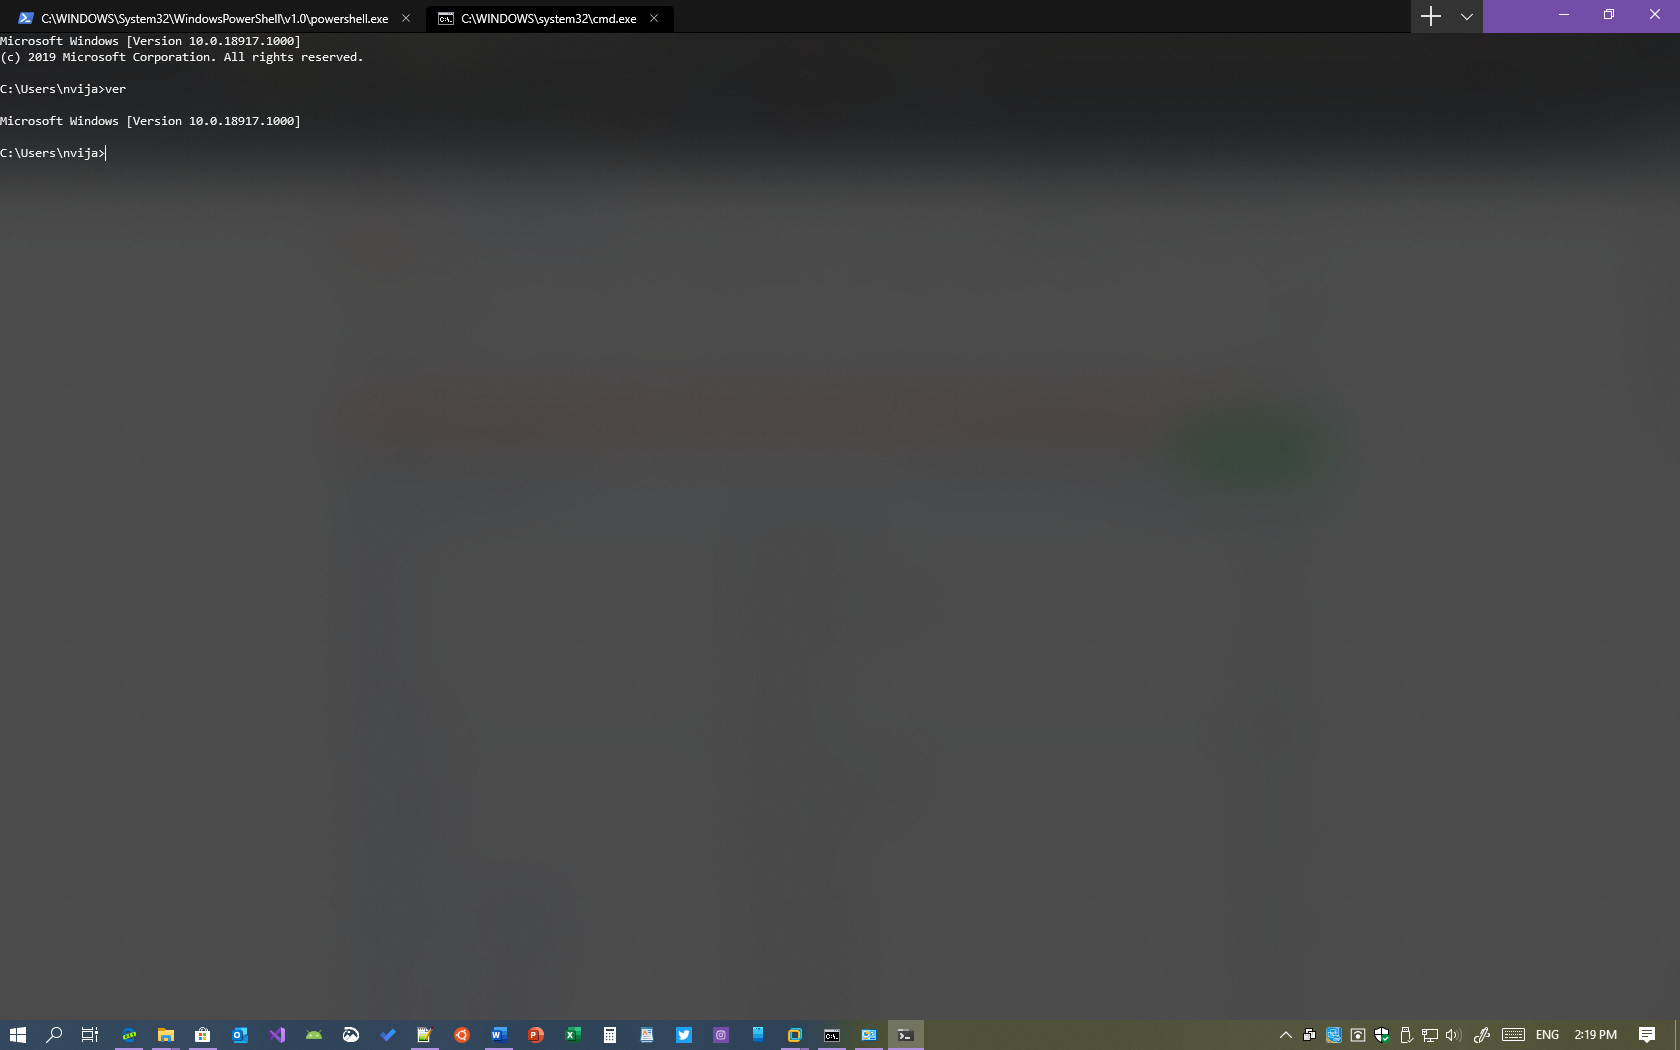 C:\WINDOWS\System32\WindowsPowerShell\v1.0\powershell.exe
C:\WINDOWS\system32\cmd.exe
Microsoft Windows [Version 10.0.18917.1000]
(c) 2019 Microsoft Corporation. All rights reserved.
C:\Users\nvija>ver
Microsoft Windows [Version 10.0.18917.1000]
C:\Users\nvija>
ENG
2:19 PM